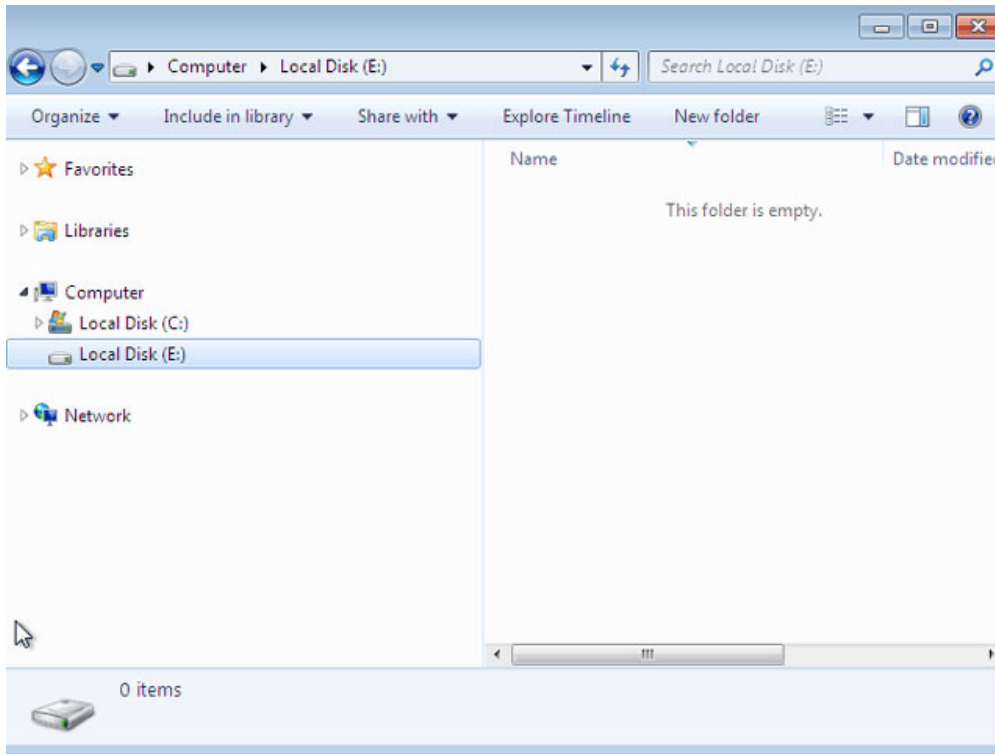 Computer Local Disk (E:)
Search Local Disk (E:)
Organize Include in library Share with Explore Timeline New folder
Name Date modified
This folder is empty.
Favorites
Libraries
Computer
Local Disk (C:)
Local Disk (E:)
Network
0 items